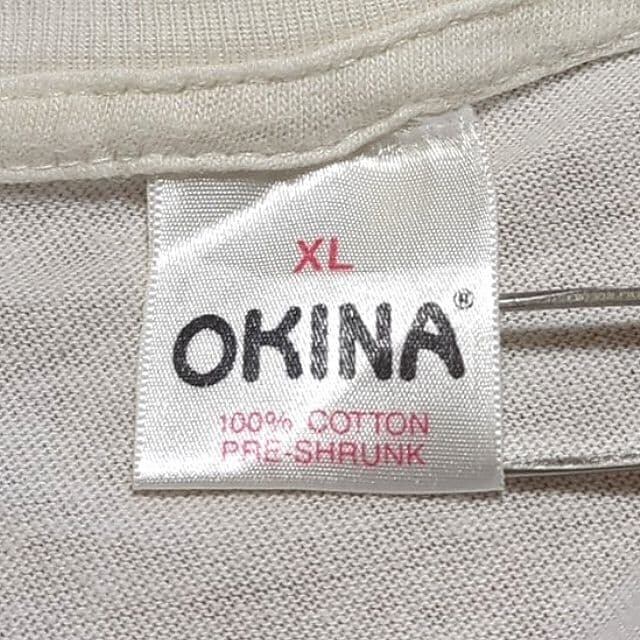 XL
OKINA®
100% COTTON
PRE-SHRUNK